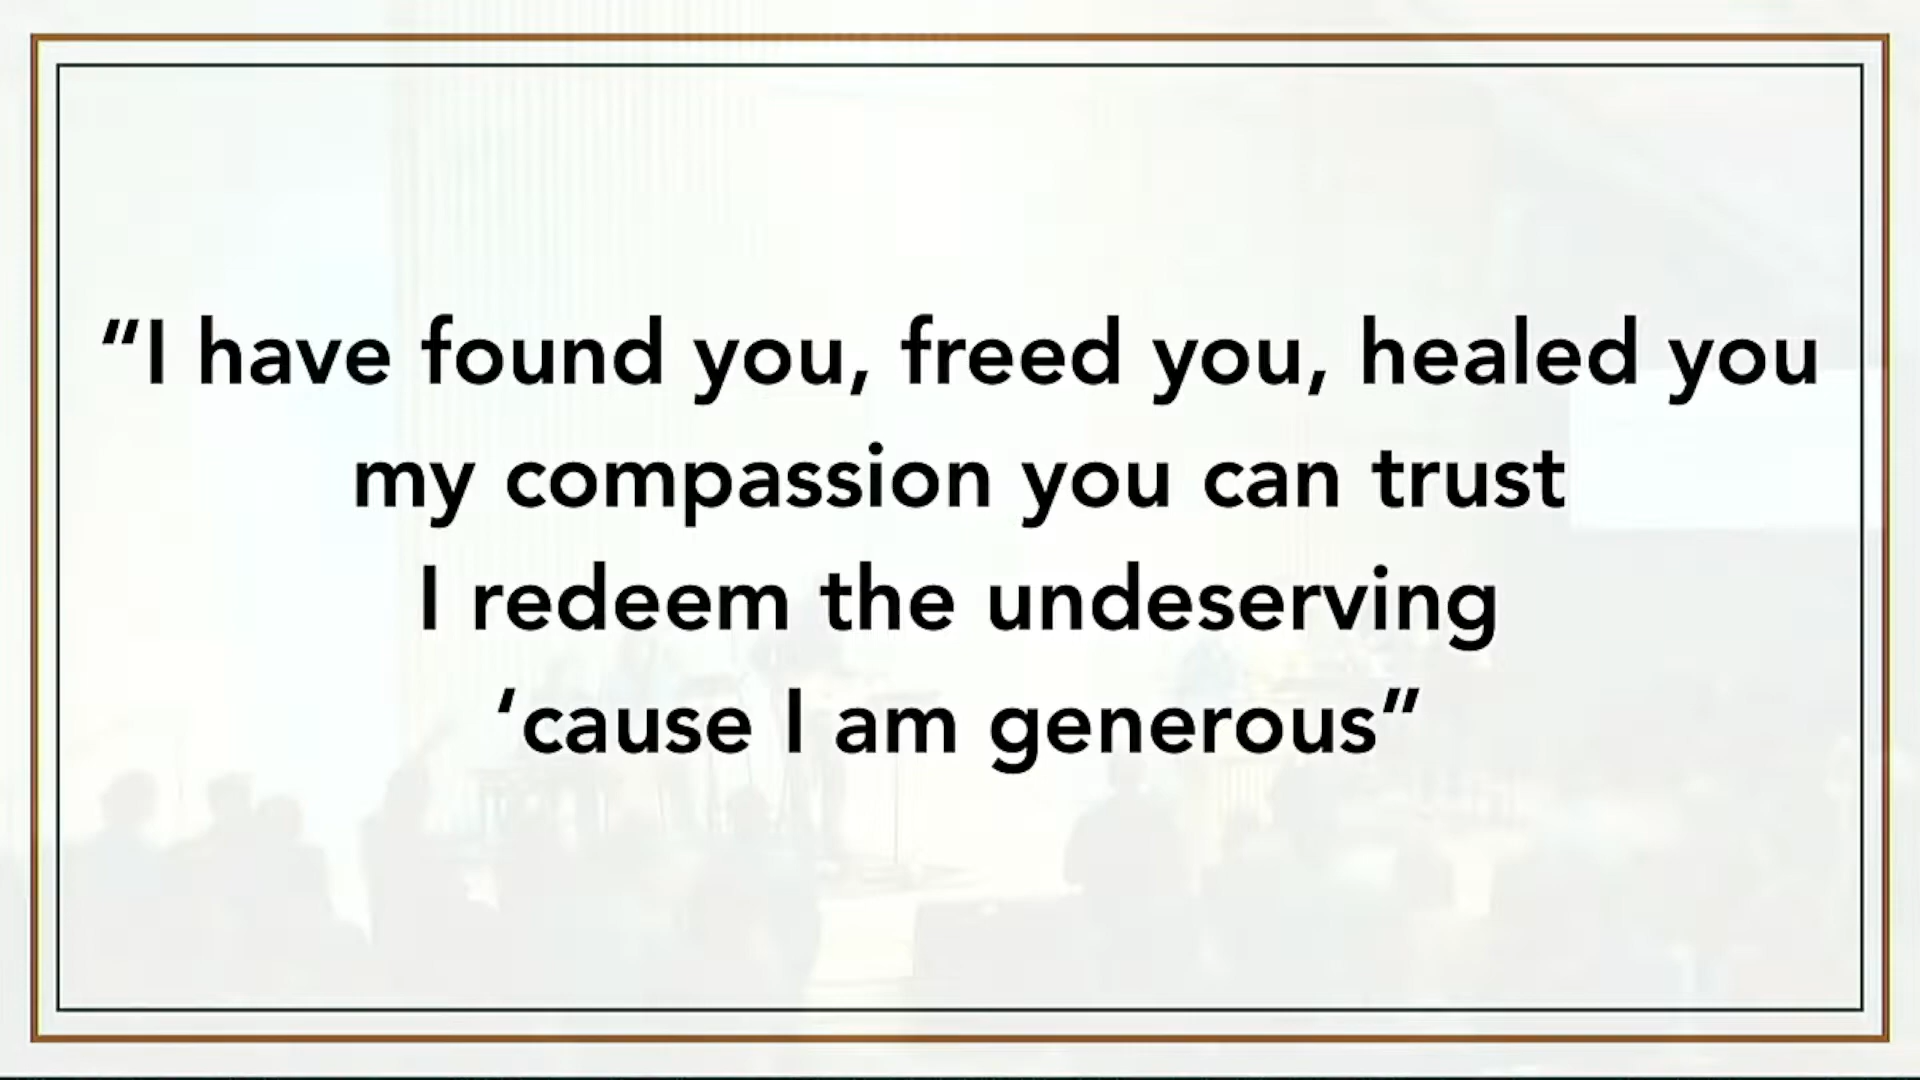 “I have found you, freed you, healed you
my compassion you can trust
I redeem the undeserving
‘cause I am generous”